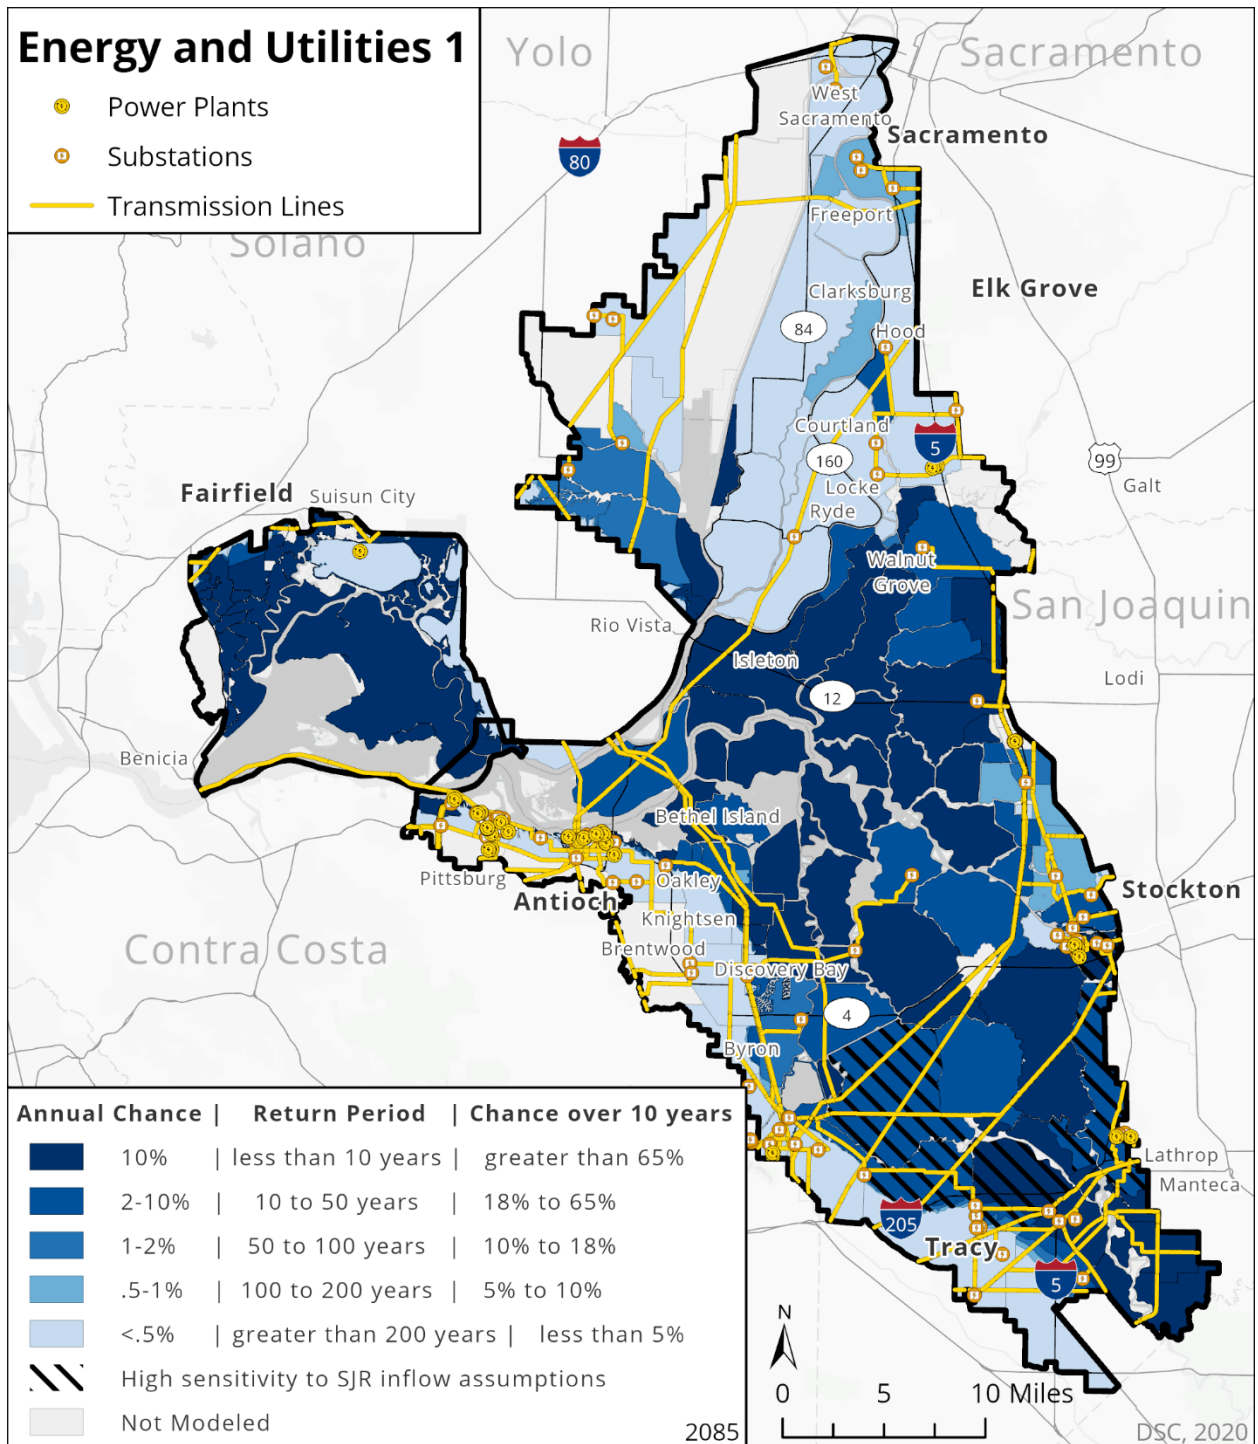 Energy and Utilities 1
Power Plants
Substations
Transmission Lines
Yolo
Sacramento
80
West
Sacramento
Sacramento
Solano
Freeport
Elk Grove
Clarksburg
84
Hood
Courtland
5
160
99
Fairfield
Suisun City
Locke
Galt
Ryde
Walnut
Grove
San Joaquin
Rio Vista
Isleton
Lodi
12
Benicia
Bethel Island
Pittsburg
Oakley
Antioch
Stockton
Knightsen
Contra Costa
Brentwood
Discovery Bay
4
Byron
Annual Chance | Return Period | Chance over 10 years
10% | less than 10 years | greater than 65%
2-10% | 10 to 50 years | 18% to 65%
1-2% | 50 to 100 years | 10% to 18%
.5-1% | 100 to 200 years | 5% to 10%
<.5% | greater than 200 years | less than 5%
High sensitivity to SJR inflow assumptions
Not Modeled
Lathrop
Manteca
205
Tracy
5
N
0 5 10 Miles
2085
DSC, 2020